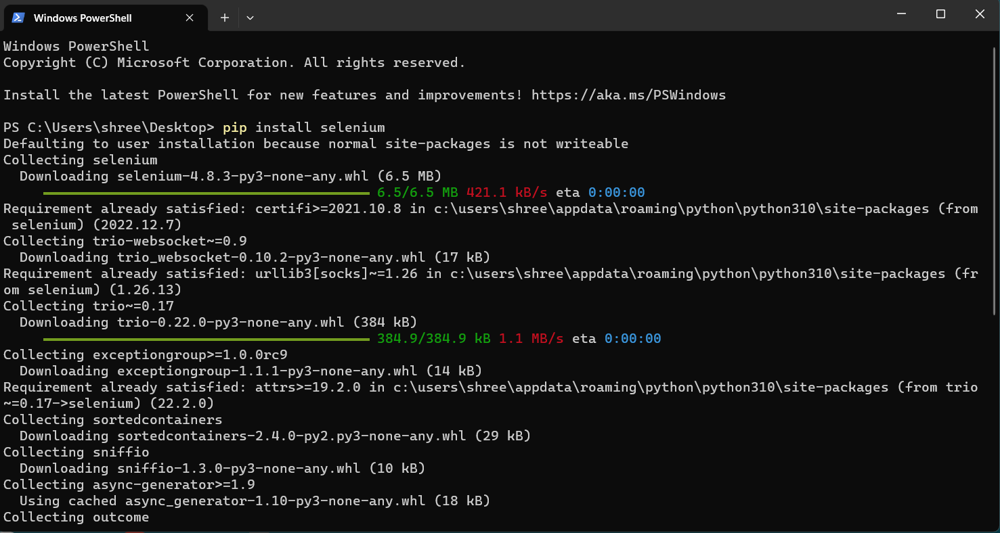 Windows PowerShell
Windows PowerShell
Copyright (C) Microsoft Corporation. All rights reserved.
Install the latest PowerShell for new features and improvements! https://aka.ms/PSWindows
PS C:\Users\shree\Desktop> pip install selenium
Defaulting to user installation because normal site-packages is not writeable
Collecting selenium
  Downloading selenium-4.8.3-py3-none-any.whl (6.5 MB)
6.5/6.5 MB 421.1 kB/s eta 0:00:00
Requirement already satisfied: certifi>=2021.10.8 in c:\users\shree\appdata\roaming\python\python310\site-packages (from
 selenium) (2022.12.7)
Collecting trio-websocket~=0.9
  Downloading trio_websocket-0.10.2-py3-none-any.whl (17 kB)
Requirement already satisfied: urllib3[socks]~=1.26 in c:\users\shree\appdata\roaming\python\python310\site-packages (fr
om selenium) (1.26.13)
Collecting trio~=0.17
  Downloading trio-0.22.0-py3-none-any.whl (384 kB)
384.9/384.9 kB 1.1 MB/s eta 0:00:00
Collecting exceptiongroup>=1.0.0rc9
  Downloading exceptiongroup-1.1.1-py3-none-any.whl (14 kB)
Requirement already satisfied: attrs>=19.2.0 in c:\users\shree\appdata\roaming\python\python310\site-packages (from trio
~=0.17->selenium) (22.2.0)
Collecting sortedcontainers
  Downloading sortedcontainers-2.4.0-py2.py3-none-any.whl (29 kB)
Collecting sniffio
  Downloading sniffio-1.3.0-py3-none-any.whl (10 kB)
Collecting async-generator>=1.9
  Using cached async_generator-1.10-py3-none-any.whl (18 kB)
Collecting outcome